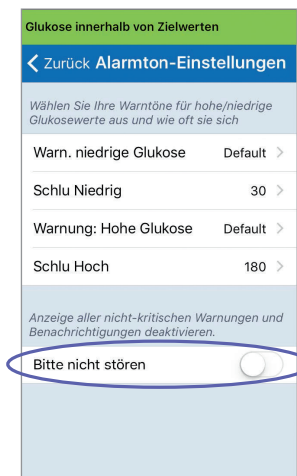 Glukose innerhalb von Zielwerten
Zurück Alarmton-Einstellungen
Wählen Sie Ihre Warntöne für hohe/niedrige
Glukosewerte aus und wie oft sie sich
Warn. niedrige Glukose Default
Schlu Niedrig 30
Warnung: Hohe Glukose Default
Schlu Hoch 180
Anzeige aller nicht-kritischen Warnungen und
Benachrichtigungen deaktivieren.
Bitte nicht stören